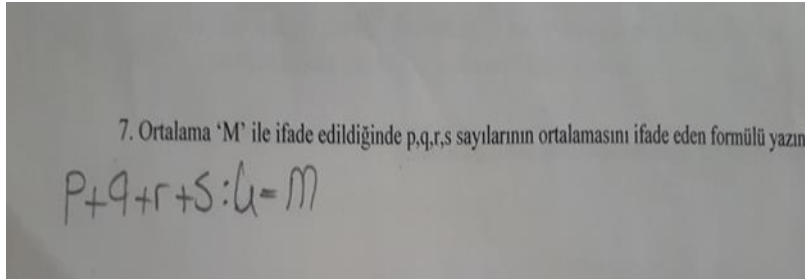 7. Ortalama ‘M’ ile ifade edildiğinde p,q,r,s sayılarının ortalamasını ifade eden formülü yazın
p+q+r+s:4=M